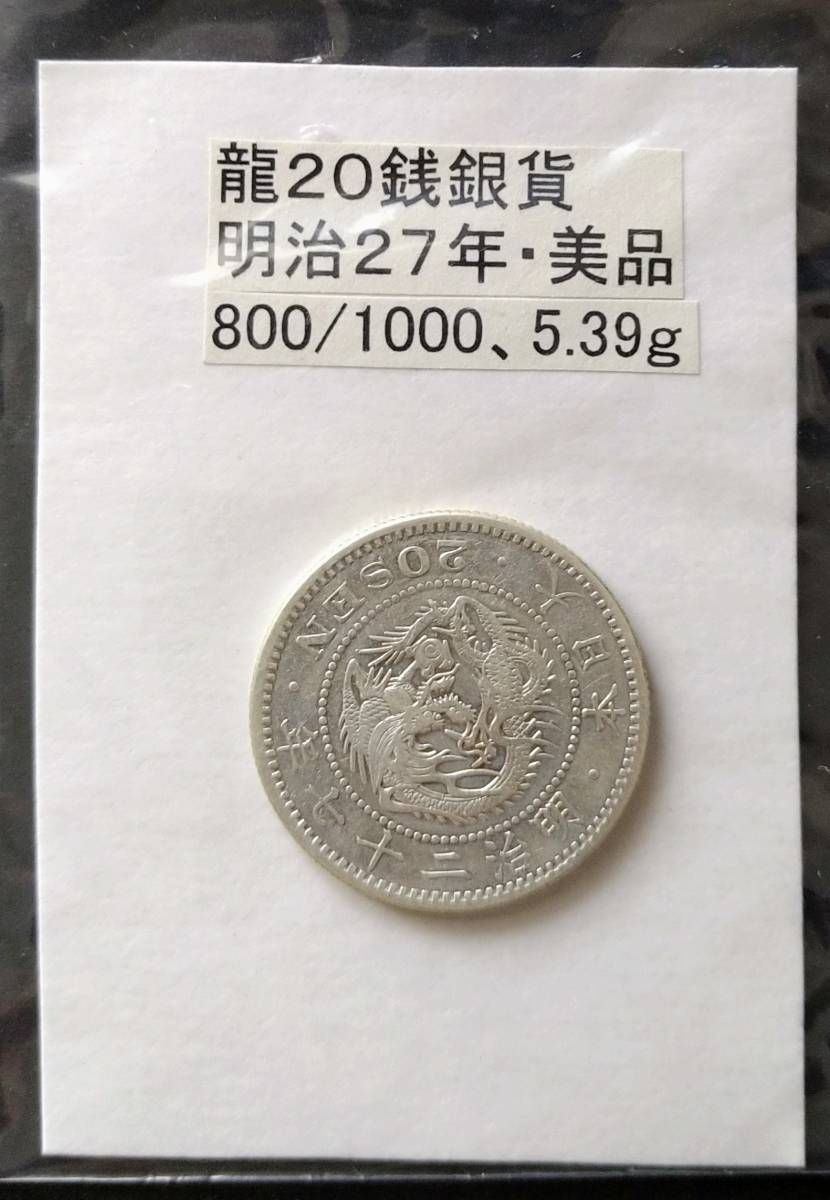 龍20銭銀貨
明治27年・美品
800/1000、5.39g
大日本・明治二十七年・20SEN・